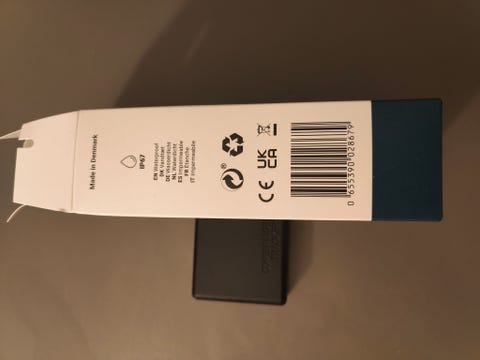 Made in Denmark
IP67
EN Waterproof
DK Vandtæt
DE Wasserdicht
NL Waterdicht
ES Impermeable
FR Étanche
IT Impermeabile
CE
UK
CA
0 655390 028679